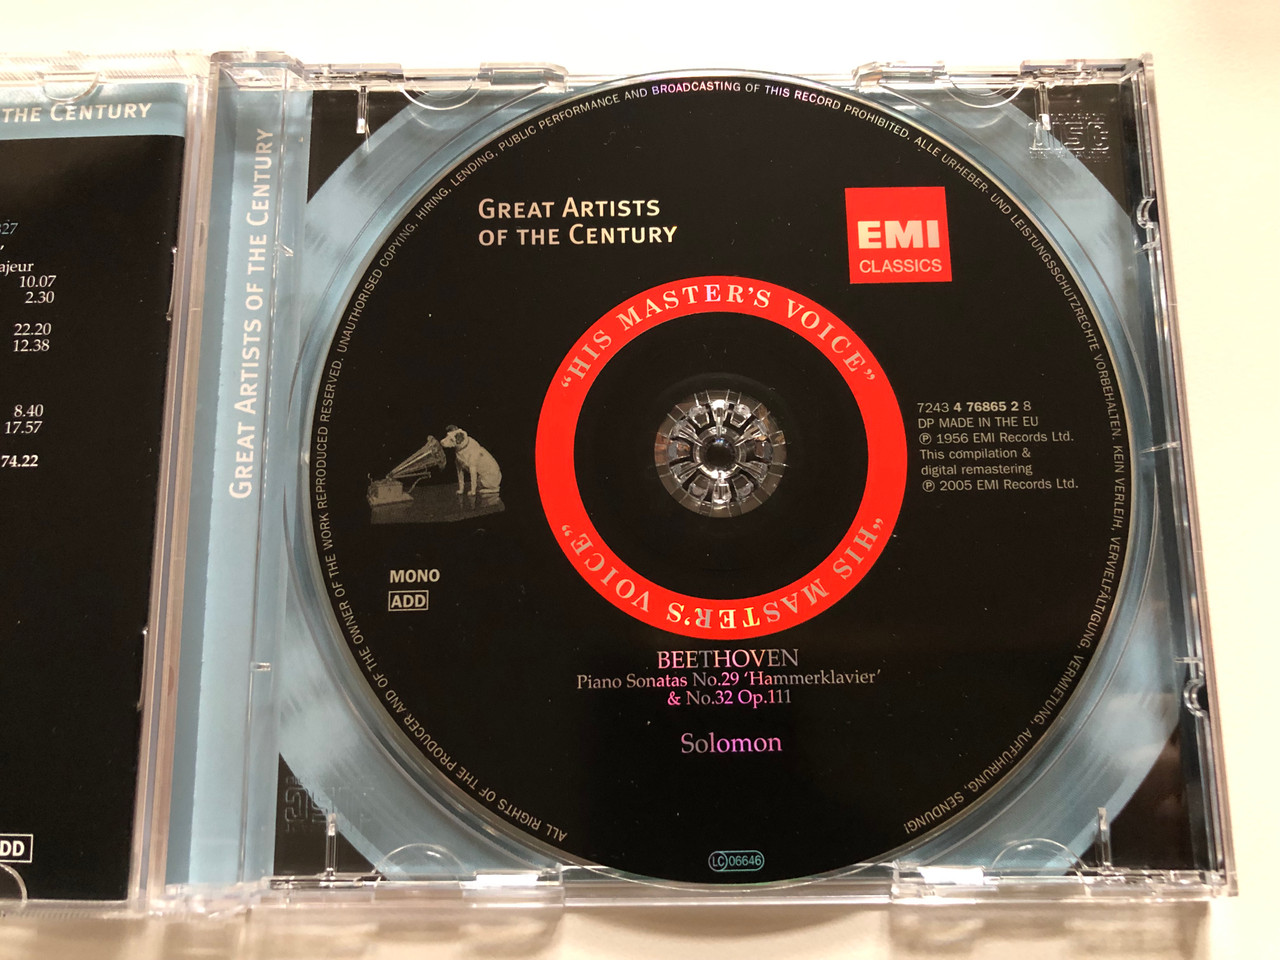 THE CENTURY
327
ajeur
10.07
2.30
22.20
12.38
8.40
17.57
74.22
DD
GREAT ARTISTS OF THE CENTURY
GREAT ARTISTS
OF THE CENTURY
EMI
CLASSICS
"HIS MASTER'S VOICE"
"HIS MASTER'S VOICE"
7243 4 76865 2 8
DP MADE IN THE EU
℗ 1956 EMI Records Ltd.
This compilation &
digital remastering
℗ 2005 EMI Records Ltd.
MONO
ADD
BEETHOVEN
Piano Sonatas No.29 'Hammerklavier'
& No.32 Op.111
Solomon
LC 06646
ALL RIGHTS OF THE PRODUCER AND OF THE OWNER OF THE WORK REPRODUCED RESERVED. UNAUTHORISED COPYING, HIRING, LENDING, PUBLIC PERFORMANCE AND BROADCASTING OF THIS RECORD PROHIBITED. ALLE URHEBER- UND LEISTUNGSSCHUTZRECHTE VORBEHALTEN. KEIN VERLEIH, VERVIELFÄLTIGUNG, VERMIETUNG, AUFFÜHRUNG, SENDUNG!